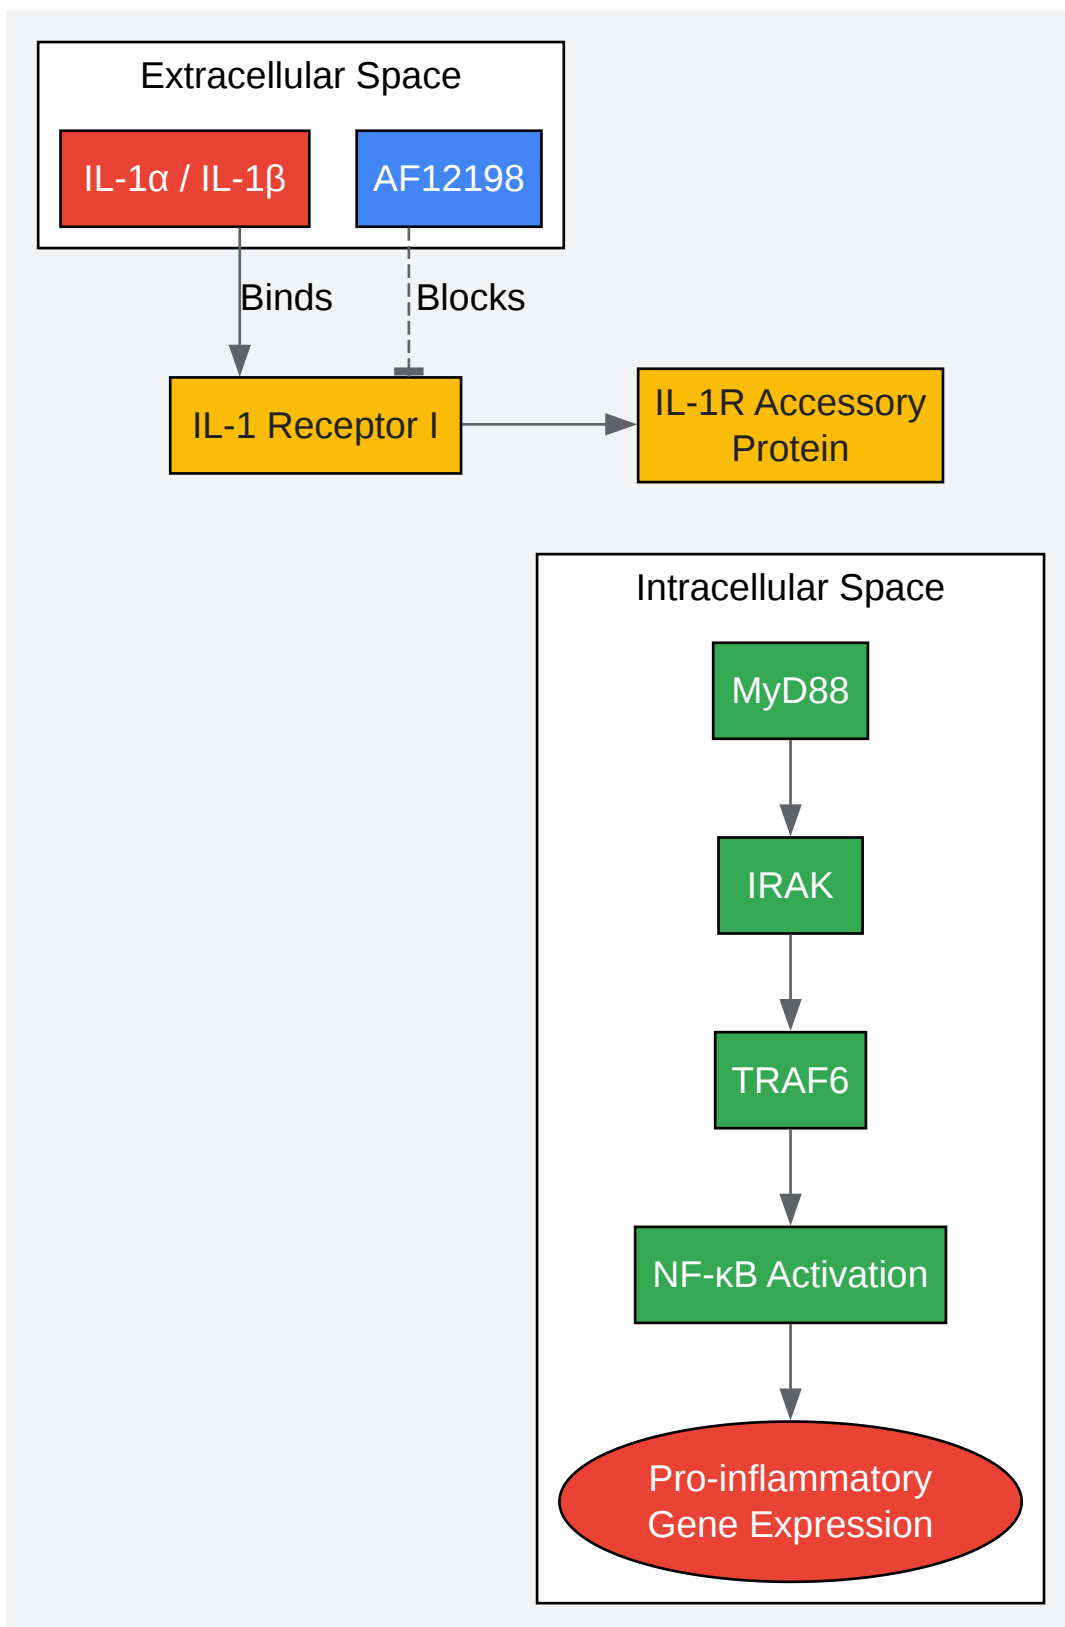 Extracellular Space
IL-1α / IL-1β
AF12198
Binds
Blocks
IL-1 Receptor I
IL-1R Accessory
Protein
Intracellular Space
MyD88
IRAK
TRAF6
NF-κB Activation
Pro-inflammatory
Gene Expression